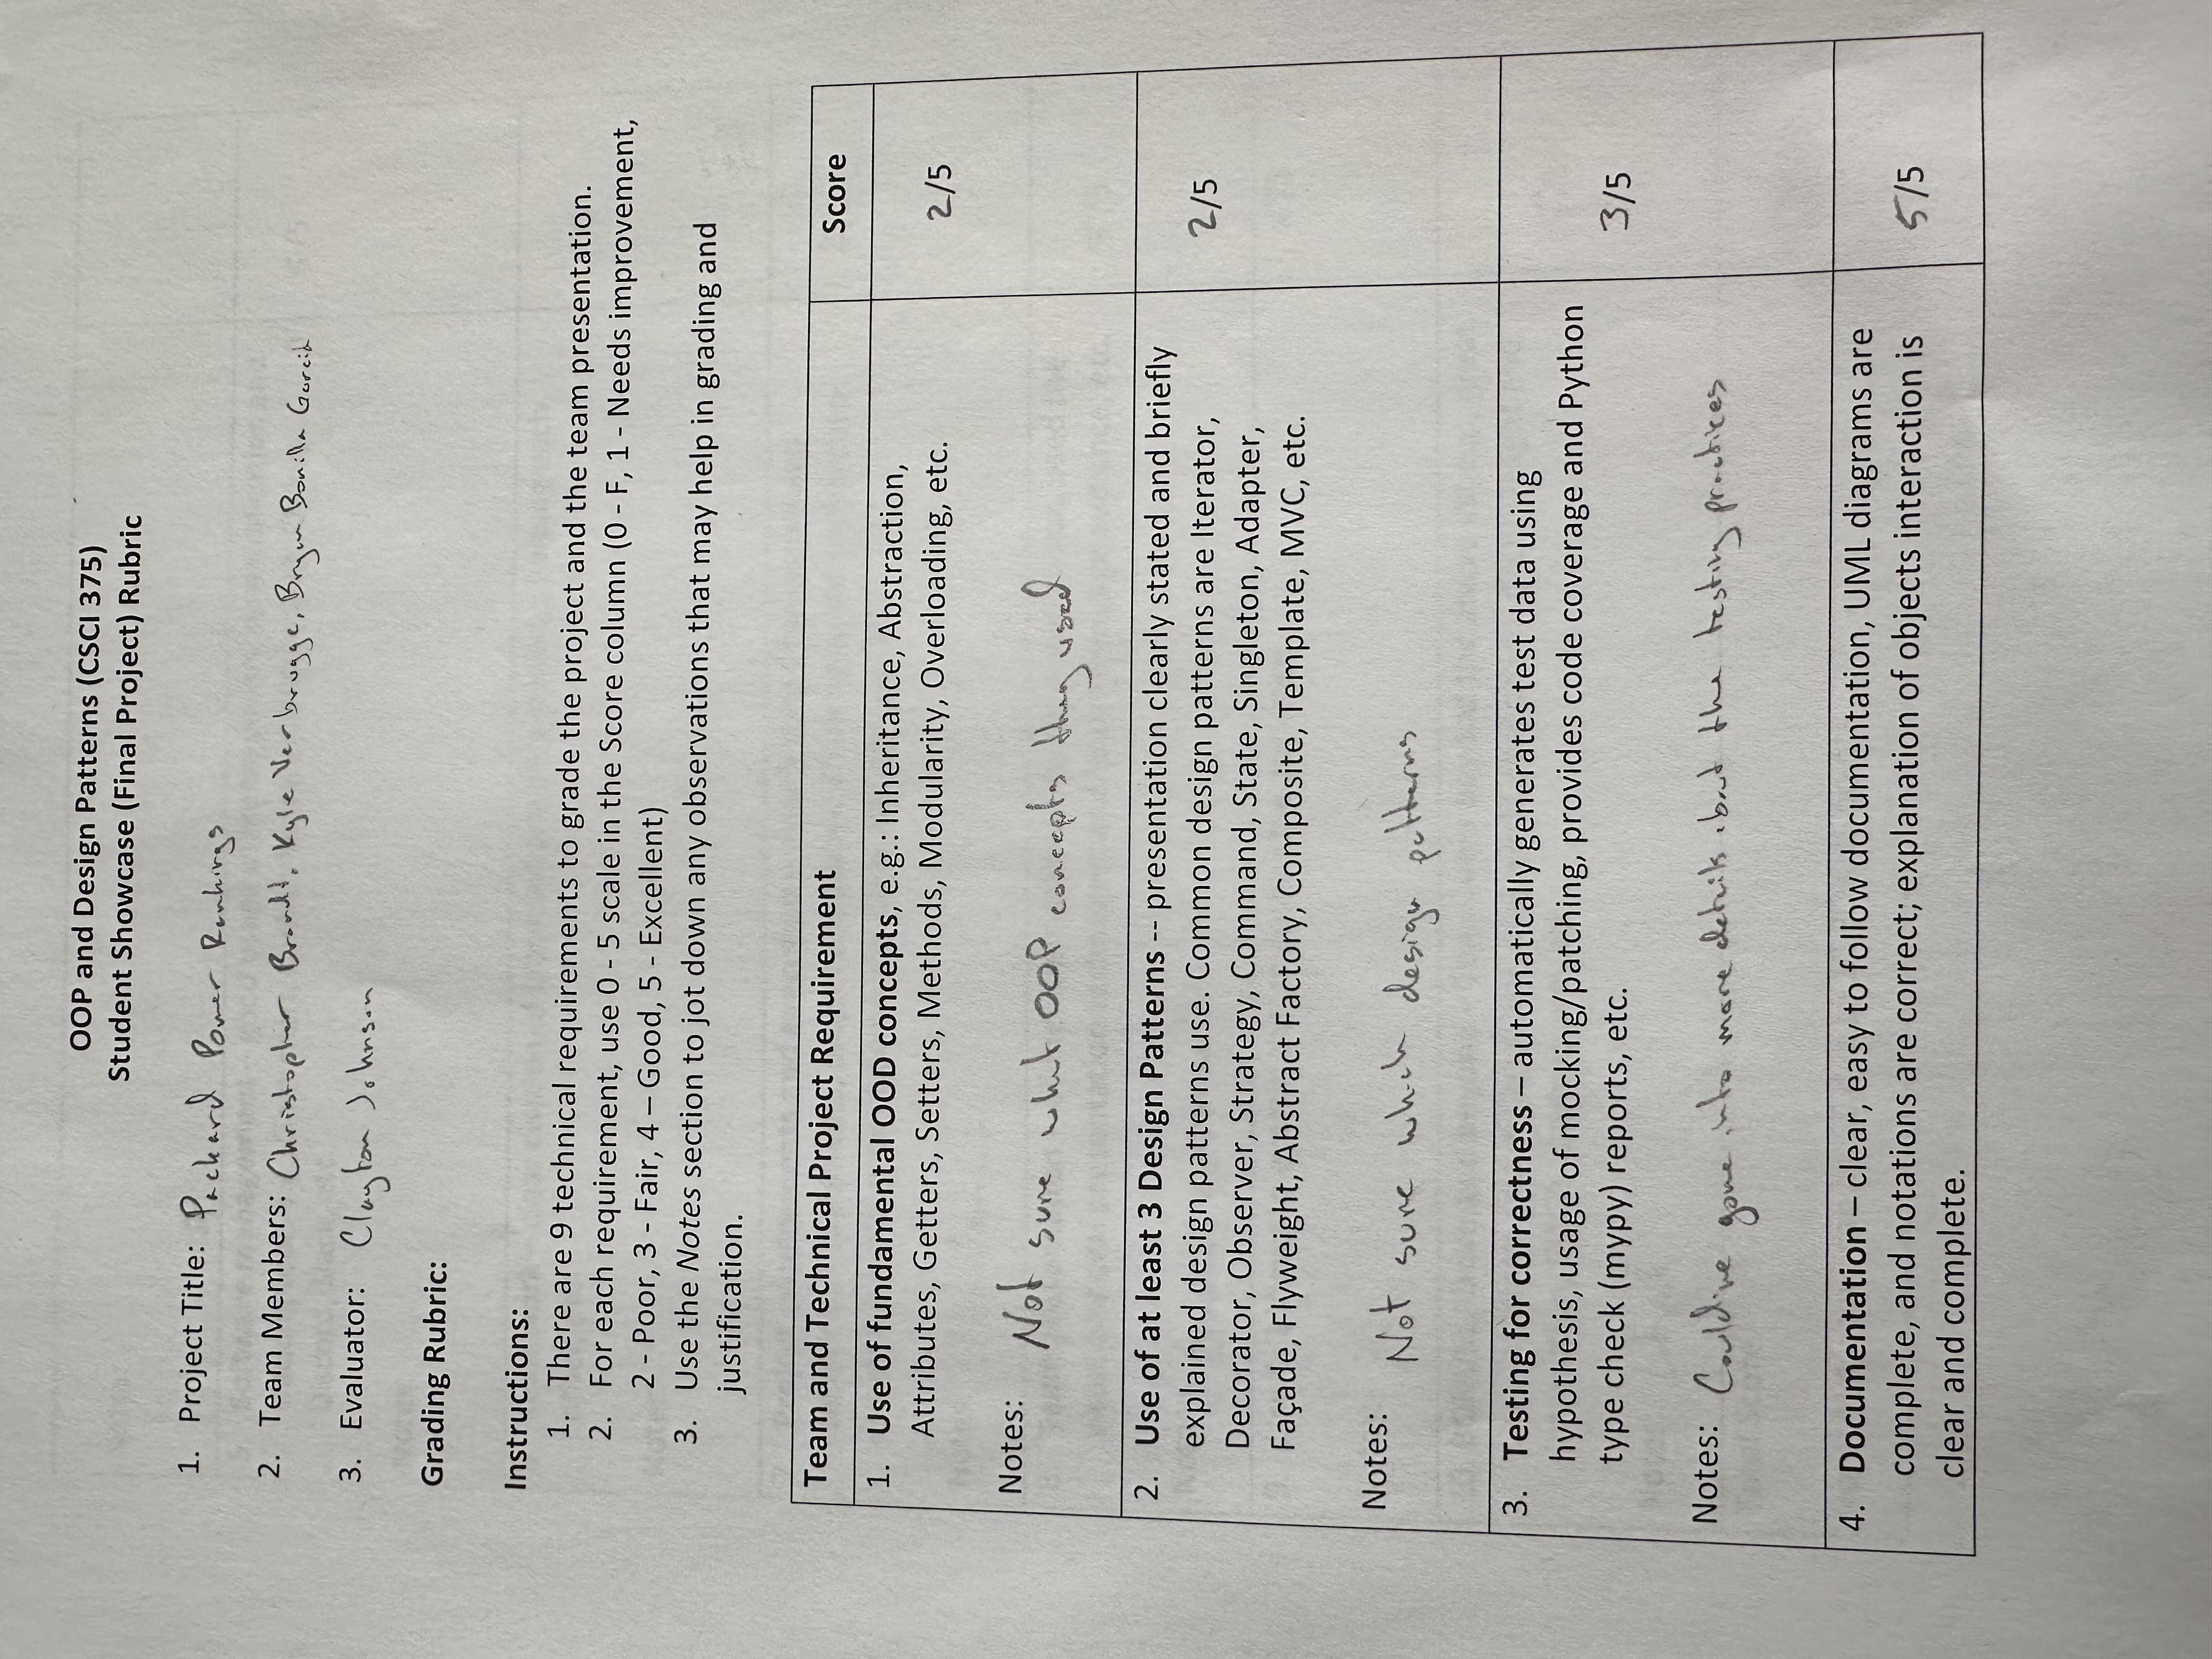 OOP and Design Patterns (CSCI 375)
Student Showcase (Final Project) Rubric
1. Project Title: Packard Power Rankings
2. Team Members: Christopher Brandt, Kyle Verbrugge, Bryan Bonilla Garcia
3. Evaluator: Clayton Johnson
Grading Rubric:
Instructions:
1. There are 9 technical requirements to grade the project and the team presentation.
2. For each requirement, use 0 - 5 scale in the Score column (0 - F, 1 - Needs improvement,
2 - Poor, 3 - Fair, 4 – Good, 5 - Excellent)
3. Use the Notes section to jot down any observations that may help in grading and
justification.
Team and Technical Project Requirement
Score
1. Use of fundamental OOD concepts, e.g.: Inheritance, Abstraction,
Attributes, Getters, Setters, Methods, Modularity, Overloading, etc.
2/5
Notes: Not sure what OOP concepts they used
2. Use of at least 3 Design Patterns -- presentation clearly stated and briefly
explained design patterns use. Common design patterns are Iterator,
Decorator, Observer, Strategy, Command, State, Singleton, Adapter,
Façade, Flyweight, Abstract Factory, Composite, Template, MVC, etc.
2/5
Notes: Not sure which design patterns
3. Testing for correctness – automatically generates test data using
hypothesis, usage of mocking/patching, provides code coverage and Python
type check (mypy) reports, etc.
3/5
Notes: Could've gone into more details about the testing practices
4. Documentation – clear, easy to follow documentation, UML diagrams are
complete, and notations are correct; explanation of objects interaction is
clear and complete.
5/5